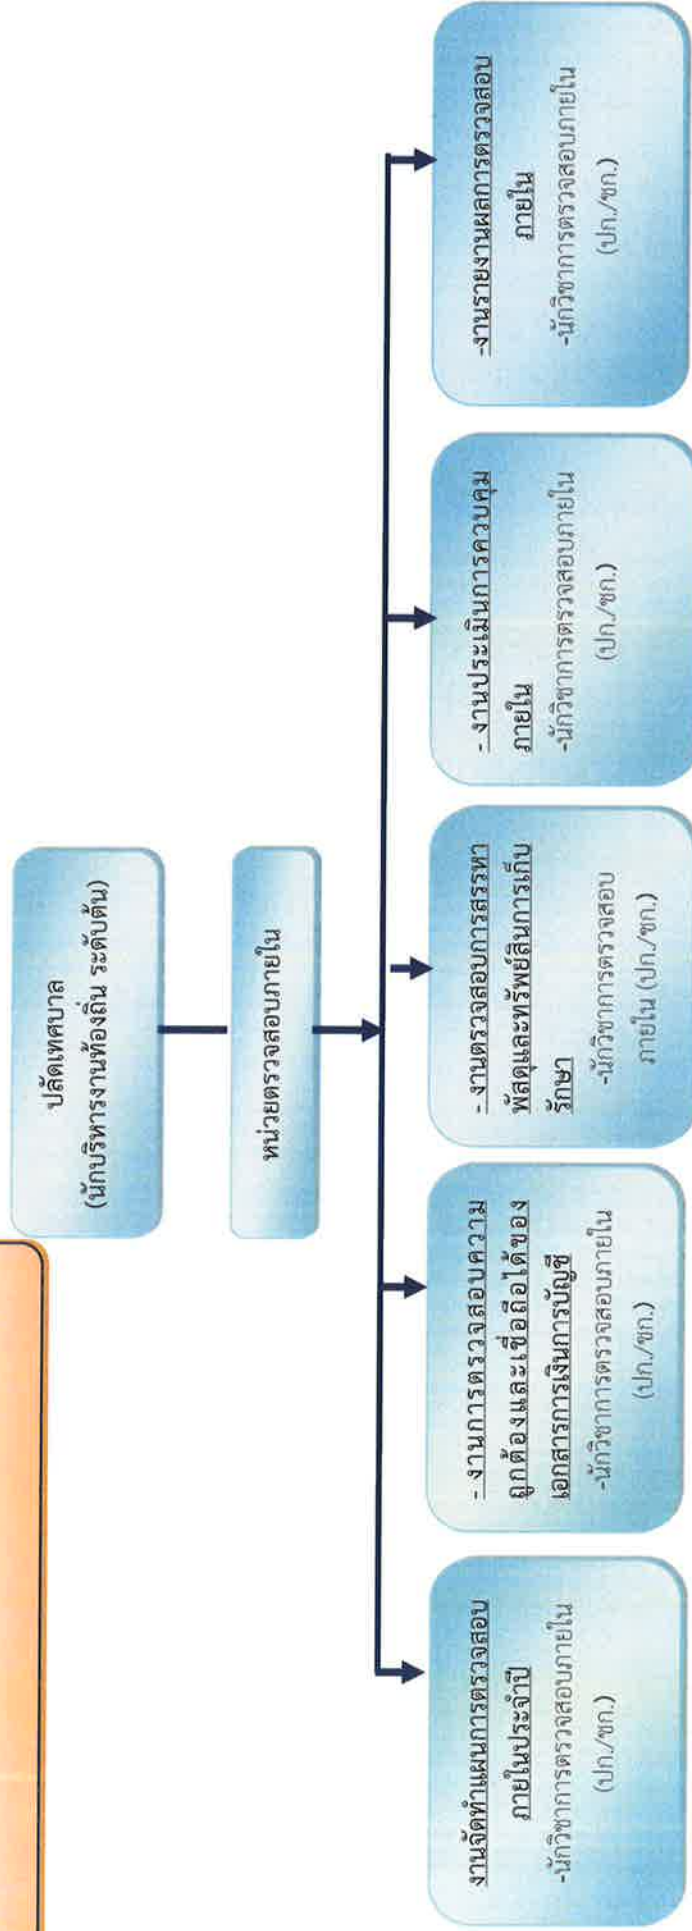 ปลัดเทศบาล
(นักบริหารงานท้องถิ่น ระดับต้น)
หน่วยตรวจสอบภายใน
งานจัดทำแผนการตรวจสอบ
ภายในประจำปี
-นักวิชาการตรวจสอบภายใน
(ปก./ชก.)
- งานการตรวจสอบความ
ถูกต้องและเชื่อถือได้ของ
เอกสารการเงินการบัญชี
-นักวิชาการตรวจสอบภายใน
(ปก./ชก.)
- งานตรวจสอบการสรรหา
พัสดุและทรัพย์สินการเก็บ
รักษา
-นักวิชาการตรวจสอบ
ภายใน (ปก./ชก.)
- งานประเมินการควบคุม
ภายใน
-นักวิชาการตรวจสอบภายใน
(ปก./ชก.)
-งานรายงานผลการตรวจสอบ
ภายใน
-นักวิชาการตรวจสอบภายใน
(ปก./ชก.)